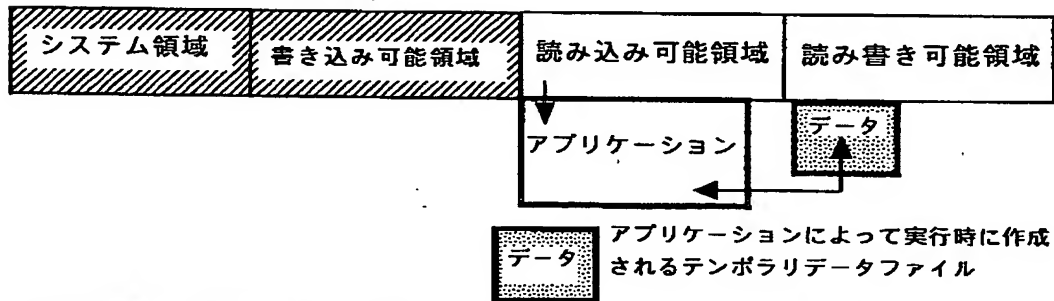 システム領域
書き込み可能領域
読み込み可能領域
読み書き可能領域
アプリケーション
データ
データ
アプリケーションによって実行時に作成
されるテンポラリデータファイル